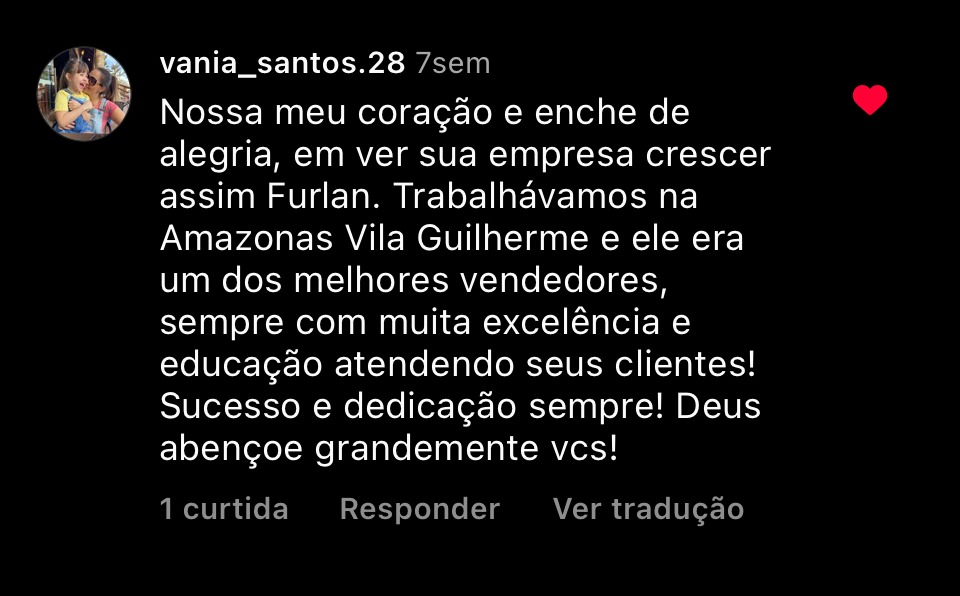 vania_santos.28 7sem
Nossa meu coração e enche de
alegria, em ver sua empresa crescer
assim Furlan. Trabalhávamos na
Amazonas Vila Guilherme e ele era
um dos melhores vendedores,
sempre com muita excelência e
educação atendendo seus clientes!
Sucesso e dedicação sempre! Deus
abençoe grandemente vcs!
1 curtida Responder Ver tradução